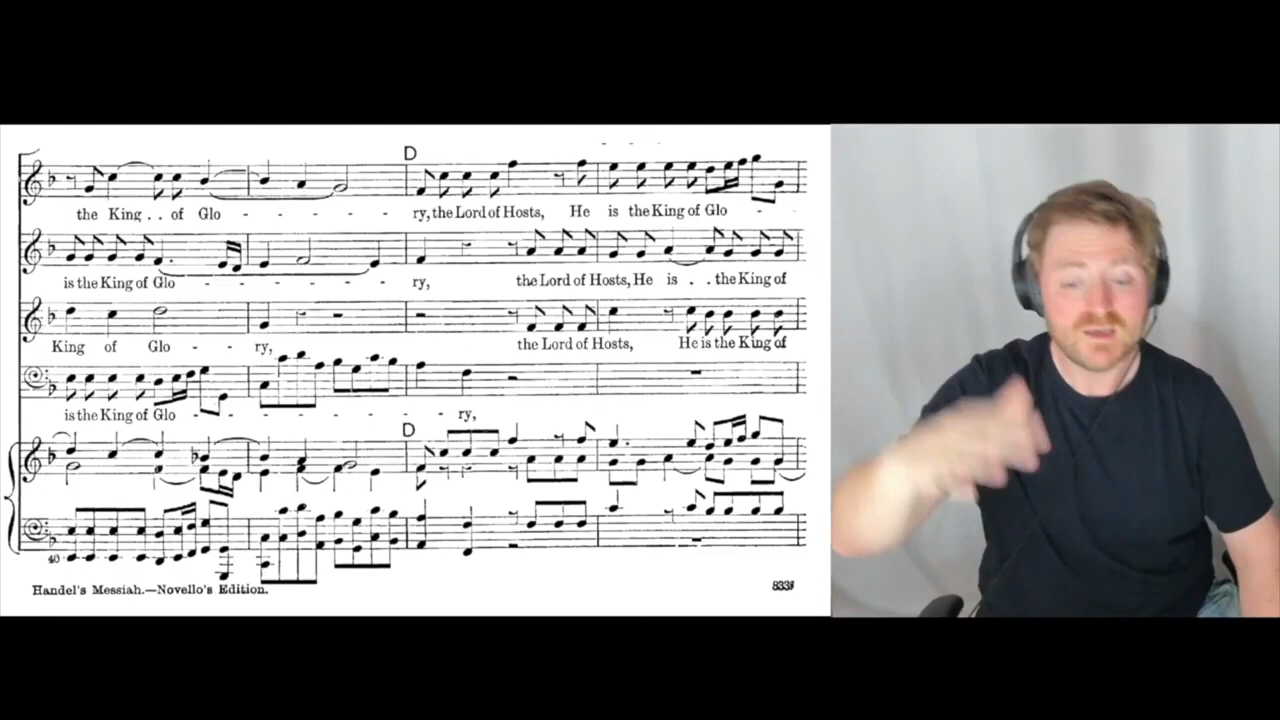 D
the King . . of Glo - - - - ry, the Lord of Hosts, He is the King of Glo -
is the King of Glo - - - - - - ry, the Lord of Hosts, He is . . the King of
King of Glo - - ry, the Lord of Hosts, He is the King of
is the King of Glo - - - - - - - ry,
D
40
Handel's Messiah.—Novello's Edition.